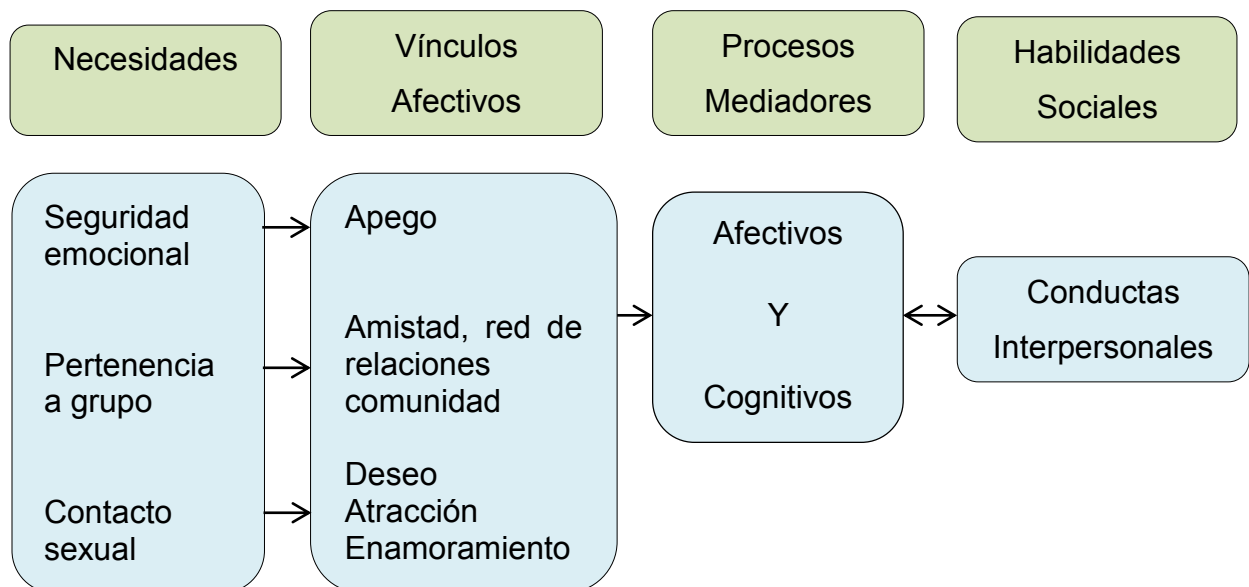 Necesidades
Vínculos
Afectivos
Procesos
Mediadores
Habilidades
Sociales
Seguridad
emocional
Pertenencia
a grupo
Contacto
sexual
Apego
Amistad, red de
relaciones
comunidad
Deseo
Atracción
Enamoramiento
Afectivos
Y
Cognitivos
Conductas
Interpersonales